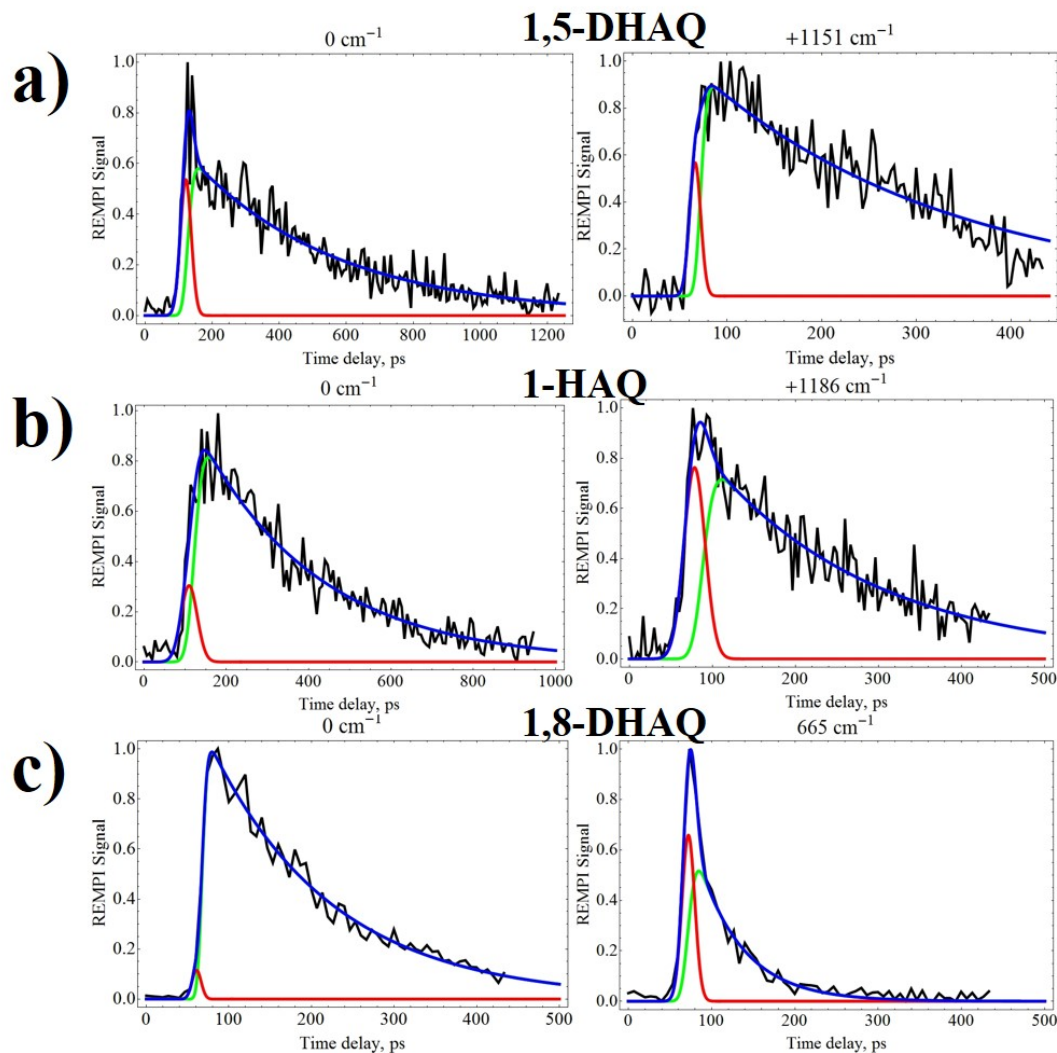 1,5-DHAQ
a)
0 cm⁻¹
REMPI Signal
1.0
0.8
0.6
0.4
0.2
0.0
0 200 400 600 800 1000 1200
Time delay, ps
+1151 cm⁻¹
REMPI Signal
1.0
0.8
0.6
0.4
0.2
0.0
0 100 200 300 400
Time delay, ps
1-HAQ
b)
0 cm⁻¹
REMPI Signal
1.0
0.8
0.6
0.4
0.2
0.0
0 200 400 600 800 1000
Time delay, ps
+1186 cm⁻¹
REMPI Signal
1.0
0.8
0.6
0.4
0.2
0.0
0 100 200 300 400 500
Time delay, ps
1,8-DHAQ
c)
0 cm⁻¹
REMPI Signal
1.0
0.8
0.6
0.4
0.2
0.0
0 100 200 300 400 500
Time delay, ps
665 cm⁻¹
REMPI Signal
1.0
0.8
0.6
0.4
0.2
0.0
0 100 200 300 400 500
Time delay, ps